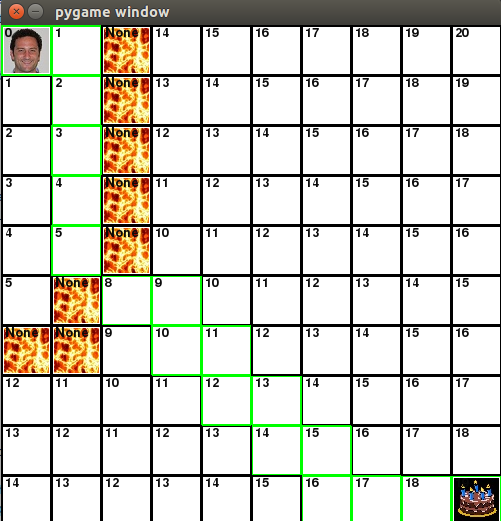 pygame window
0 1 None 14 15 16 17 18 19 20
1 2 None 13 14 15 16 17 18 19
2 3 None 12 13 14 15 16 17 18
3 4 None 11 12 13 14 15 16 17
4 5 None 10 11 12 13 14 15 16
5 None 8 9 10 11 12 13 14 15
None None 9 10 11 12 13 14 15 16
12 11 10 11 12 13 14 15 16 17
13 12 11 12 13 14 15 16 17 18
14 13 12 13 14 15 16 17 18